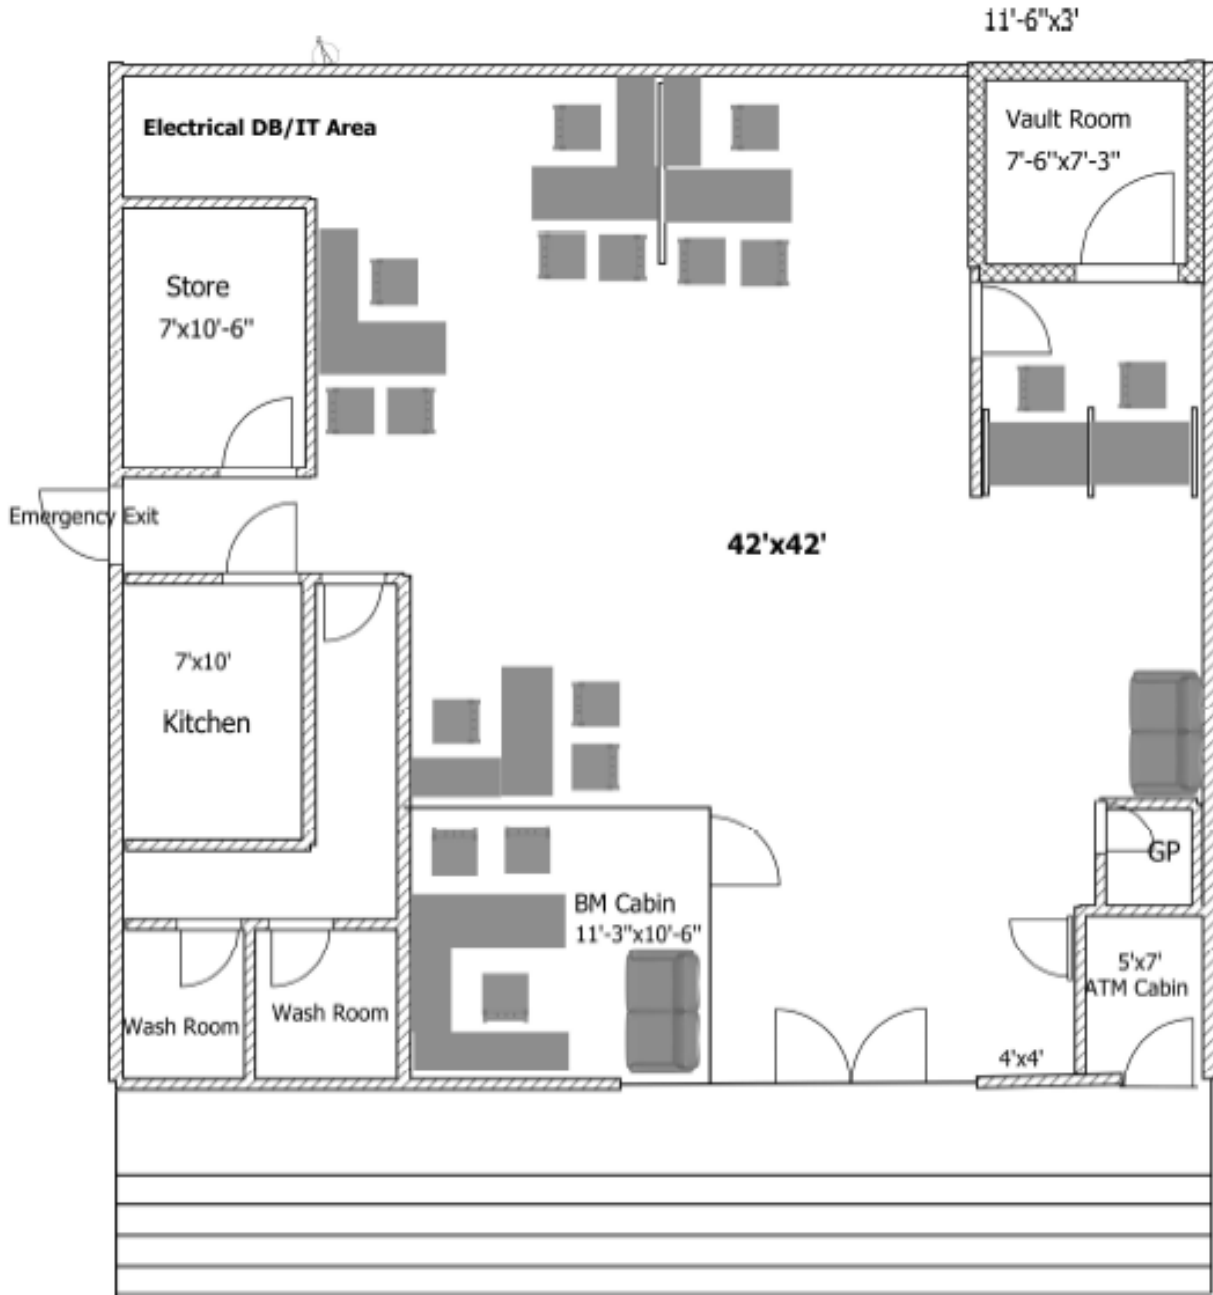 11'-6"x3'
Electrical DB/IT Area
Vault Room
7'-6"x7'-3"
Store
7'x10'-6"
Emergency Exit
42'x42'
7'x10'
Kitchen
GP
BM Cabin
11'-3"x10'-6"
5'x7'
ATM Cabin
Wash Room
Wash Room
4'x4'